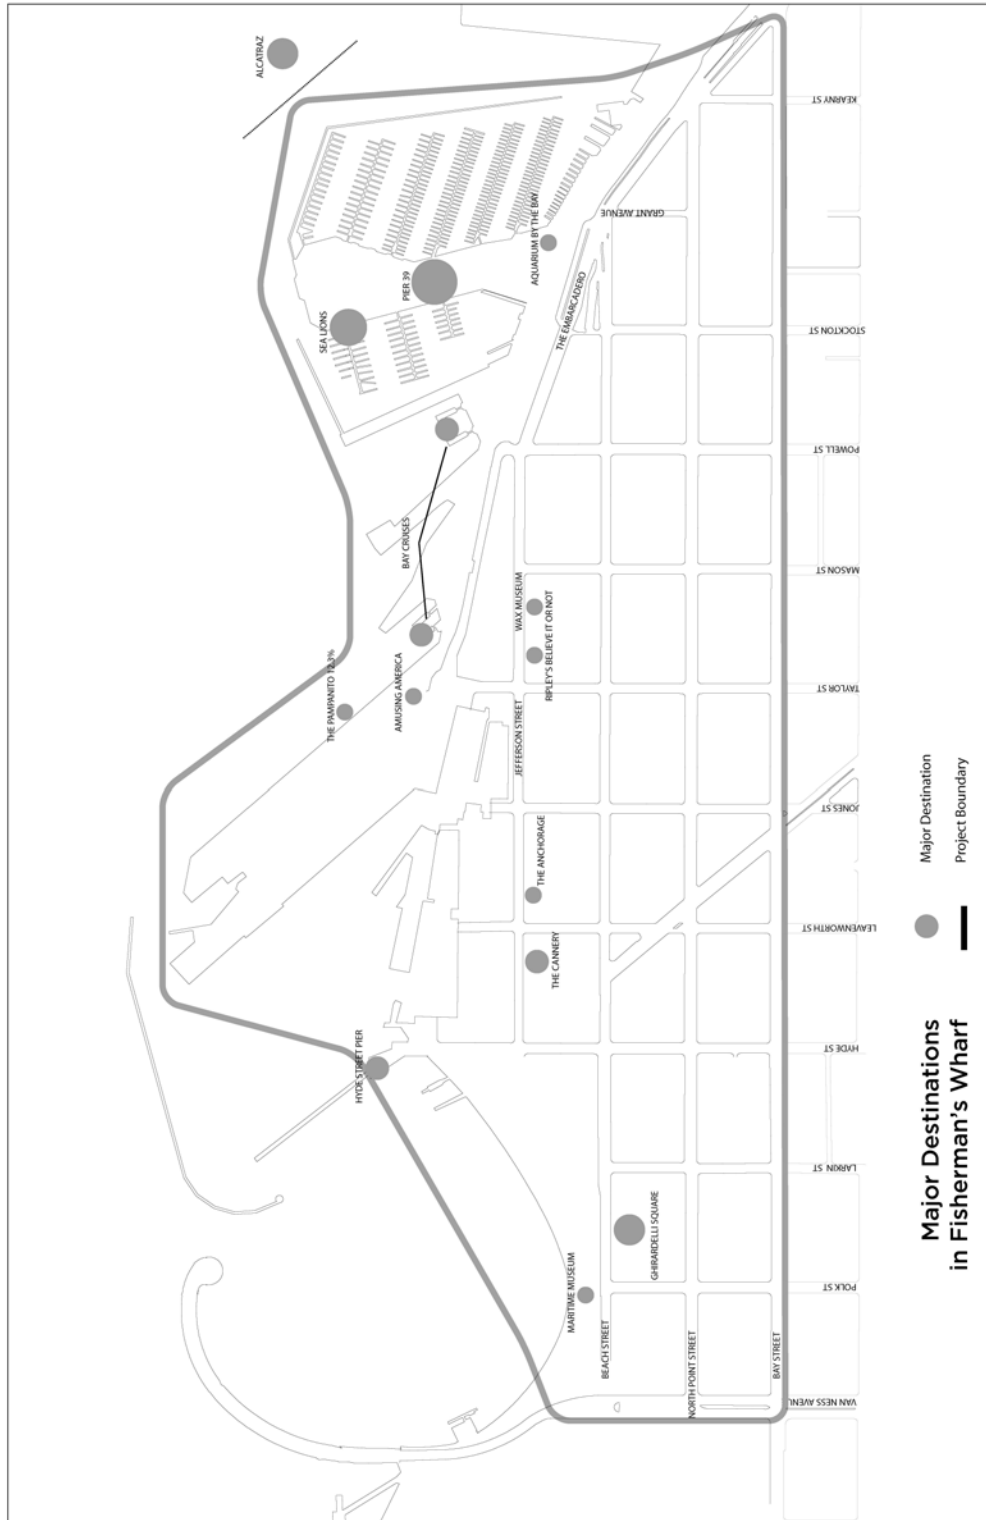 ALCATRAZ
SEA LIONS
PIER 39
AQUARIUM BY THE BAY
THE EMBARCADERO
GRANT AVENUE
KEARNY ST
STOCKTON ST
POWELL ST
MASON ST
TAYLOR ST
JONES ST
LEAVENWORTH ST
HYDE ST
LARKIN ST
POLK ST
VAN NESS AVENU
BAY CRUISES
THE PAMPANITO 12.3%
AMUSING AMERICA
WAX MUSEUM
RIPLEY'S BELIEVE IT OR NOT
JEFFERSON STREET
THE ANCHORAGE
THE CANNERY
HYDE STREET PIER
GHIRARDELLI SQUARE
MARITIME MUSEUM
BEACH STREET
NORTH POINT STREET
BAY STREET
Major Destinations
in Fisherman's Wharf
Major Destination
Project Boundary